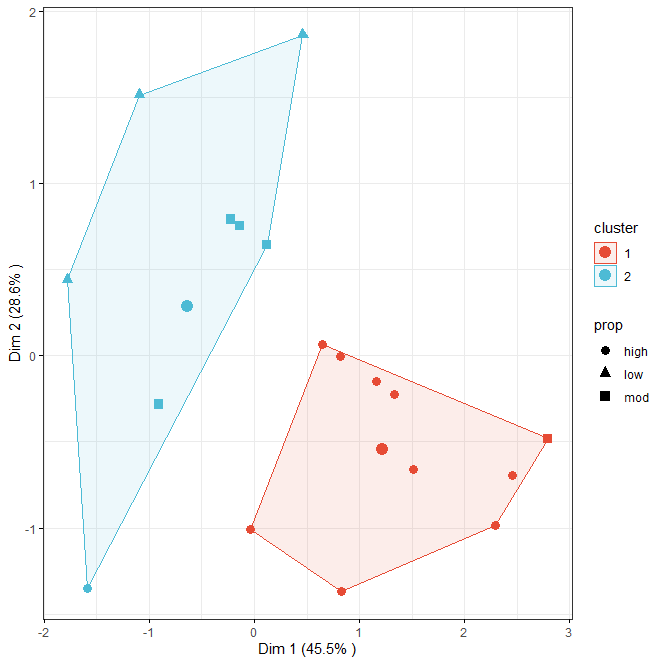 2
1
0
-1
-2
-1
0
1
2
3
Dim 1 (45.5% )
Dim 2 (28.6% )
cluster
1
2
prop
high
low
mod